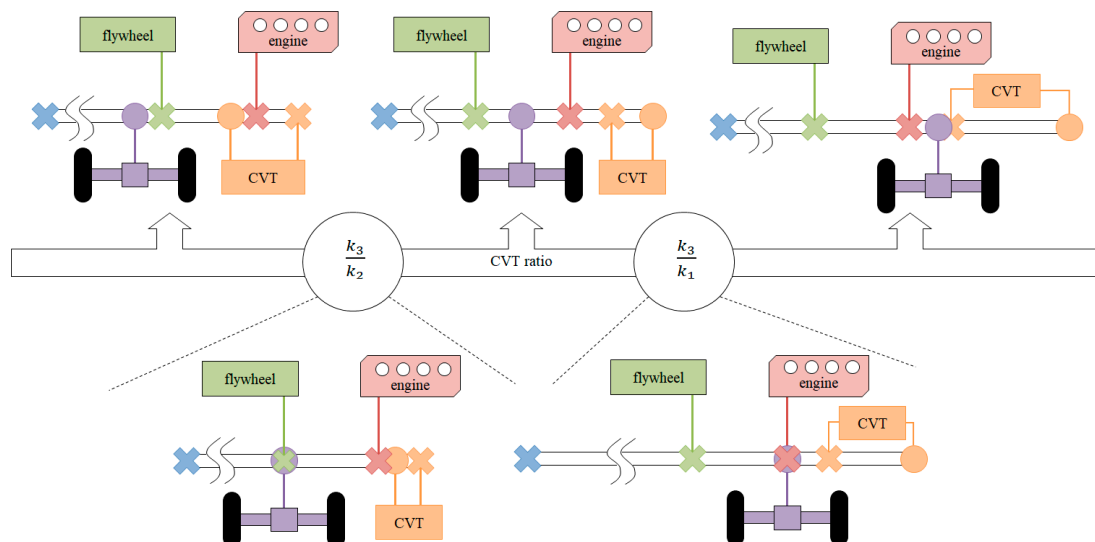 flywheel
engine
CVT
flywheel
engine
CVT
flywheel
engine
CVT
k3
k2
CVT ratio
k3
k1
flywheel
engine
CVT
flywheel
engine
CVT